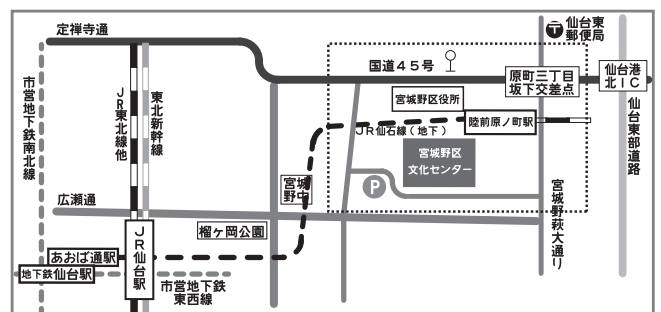 定禅寺通
国道45号
〒
仙台東
郵便局
市営地下鉄南北線
JR東北線他
東北新幹線
原町三丁目
坂下交差点
仙台港
北IC
宮城野区役所
陸前原ノ町駅
JR仙石線(地下)
仙台東部道路
宮城野区
文化センター
宮城
野中
P
宮城野萩大通り
広瀬通
榴ヶ岡公園
JR仙台駅
あおば通駅
地下鉄仙台駅
市営地下鉄
東西線